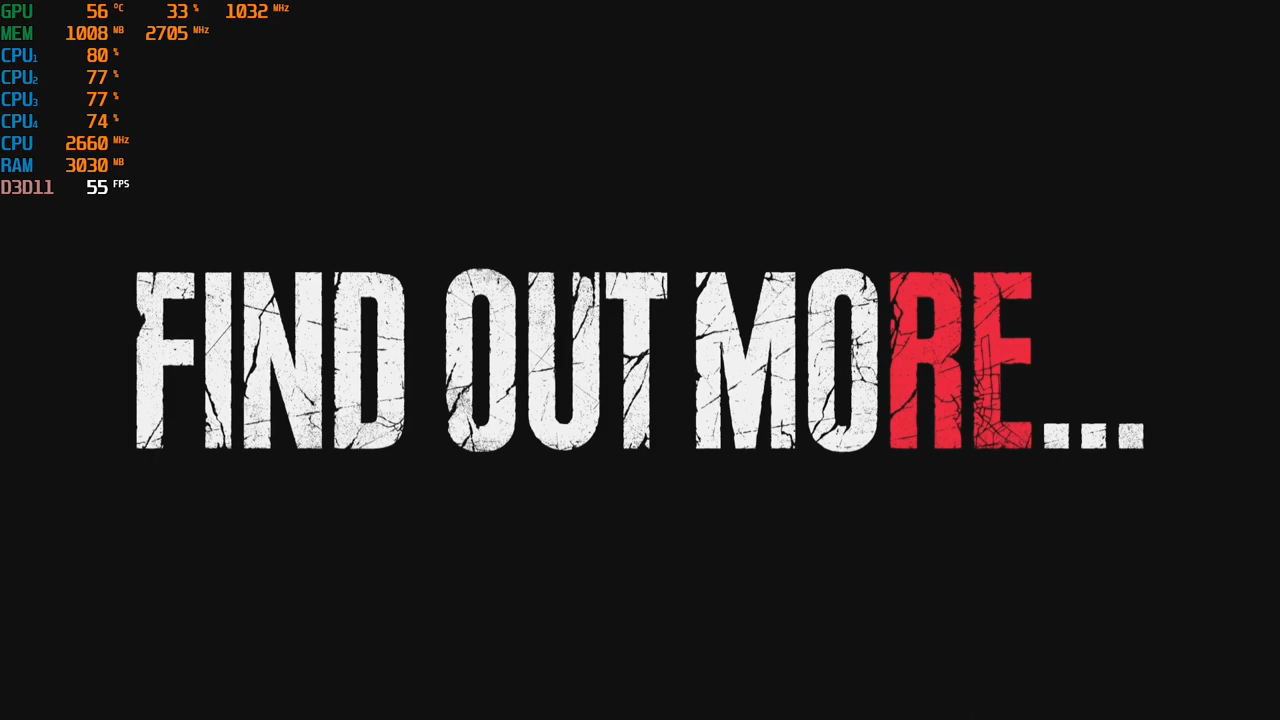 GPU 56 °C 33 % 1032 MHz
MEM 1008 MB 2705 MHz
CPU1 80 %
CPU2 77 %
CPU3 77 %
CPU4 74 %
CPU 2660 MHz
RAM 3030 MB
D3D11 55 FPS
FIND OUT MORE...